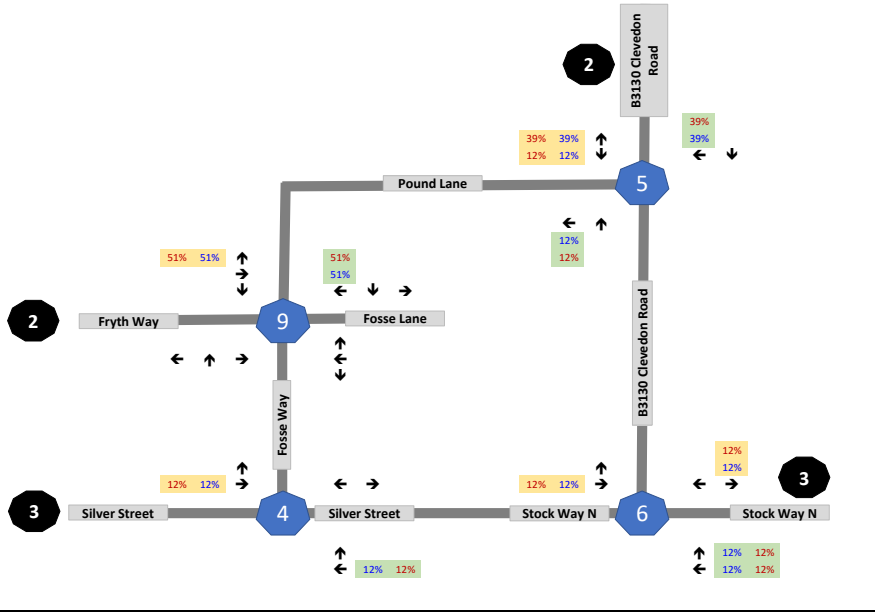 B3130 Clevedon
Road
2
39%
39%
39% 39%
12% 12%
5
Pound Lane
12%
12%
51% 51%
51%
51%
2
Fryth Way
9
Fosse Lane
B3130 Clevedon Road
Fosse Way
12%
12%
3
12% 12%
12% 12%
3
Silver Street
4
Silver Street
Stock Way N
6
Stock Way N
12% 12%
12% 12%
12% 12%